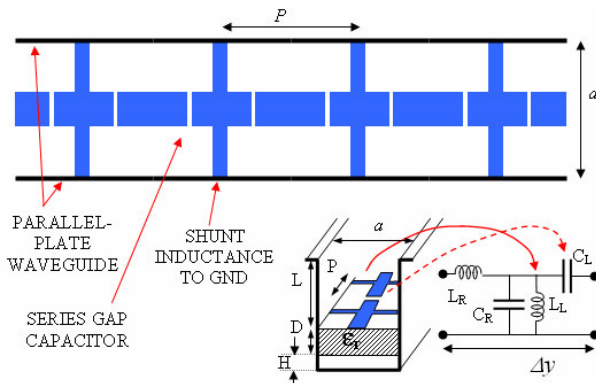 P
a
PARALLEL-
PLATE
WAVEGUIDE
SERIES GAP
CAPACITOR
SHUNT
INDUCTANCE
TO GND
a
L
P
D
εr
H
LR
CR
LL
CL
Δy